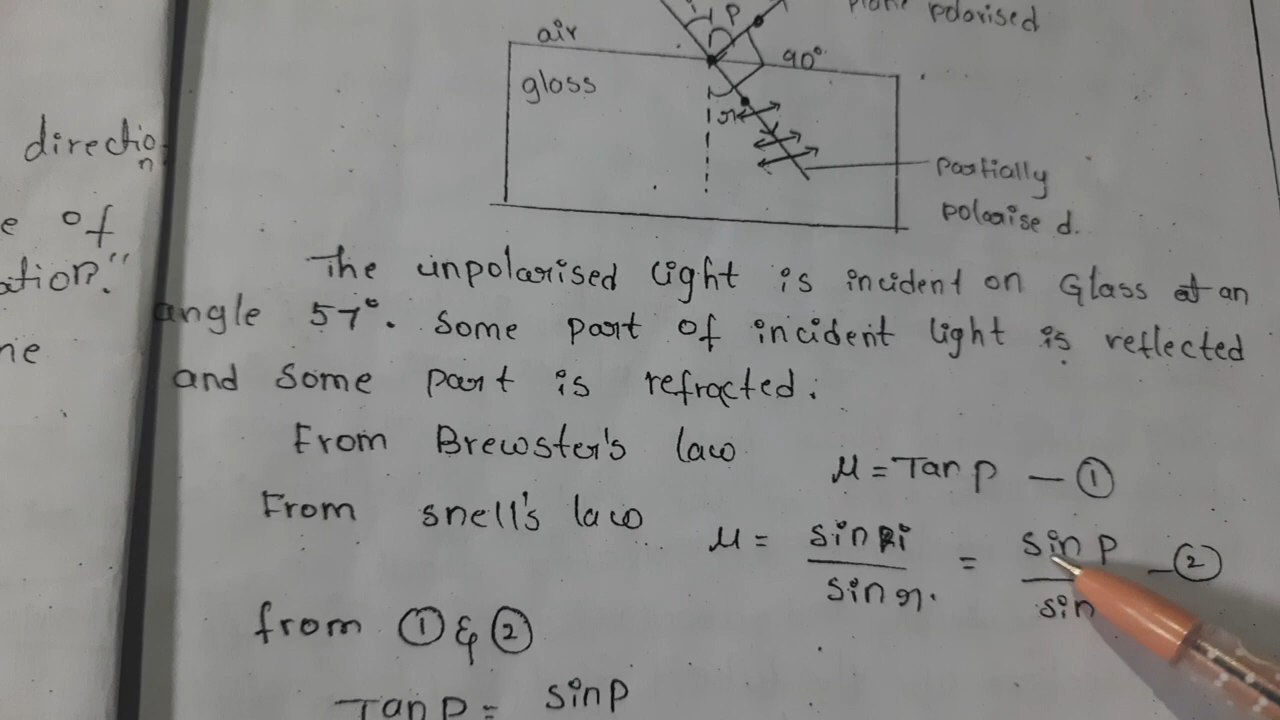 plane polarised
i
P
air
90°
glass
r
directio
n
partially
polarise d.
e of
ation."
The unpolarised light is incident on Glass at an
angle 57°. Some part of incident light is reflected
ne
and some part is refracted.
From Brewster's law
μ = Tan p — ①
From snell's law
μ = sin i / sin r. = sin p / sin — ②
from ① & ②
Tan p = sin p